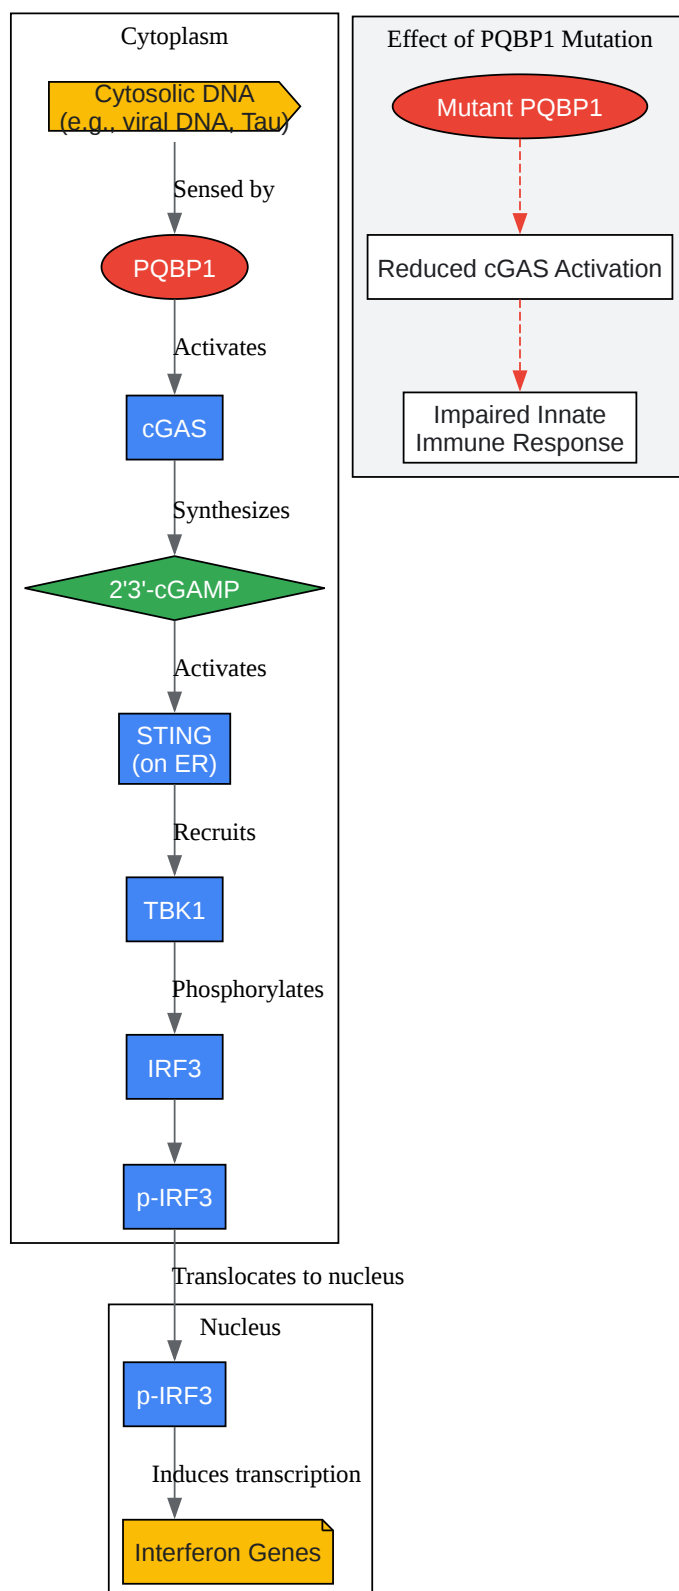 Cytoplasm
Cytosolic DNA
(e.g., viral DNA, Tau)
Sensed by
PQBP1
Activates
cGAS
Synthesizes
2'3'-cGAMP
Activates
STING
(on ER)
Recruits
TBK1
Phosphorylates
IRF3
p-IRF3
Translocates to nucleus
Nucleus
p-IRF3
Induces transcription
Interferon Genes
Effect of PQBP1 Mutation
Mutant PQBP1
Reduced cGAS Activation
Impaired Innate
Immune Response